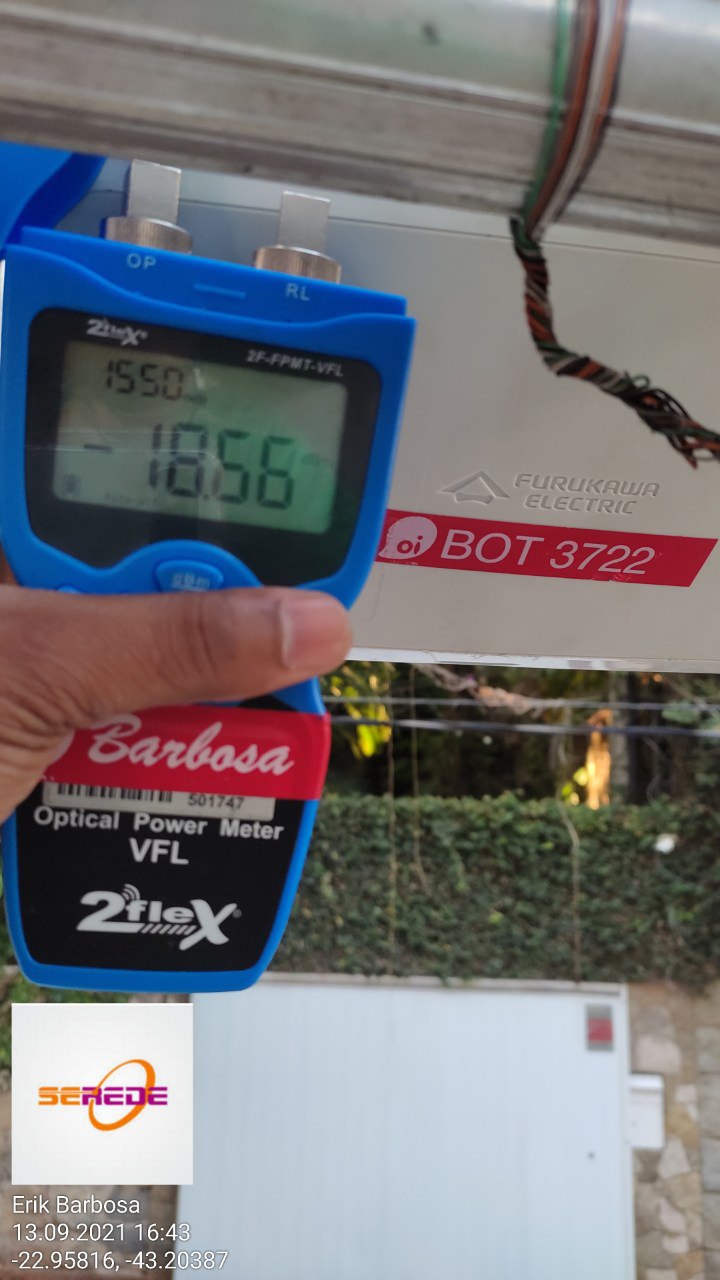 OP
RL
2flex
2F-FPMT-VFL
1550
-18.56
dBm
FURUKAWA
ELECTRIC
oi BOT 3722
Barbosa
501747
Optical Power Meter
VFL
2flex
SEREDE
Erik Barbosa
13.09.2021 16:43
-22.95816, -43.20387